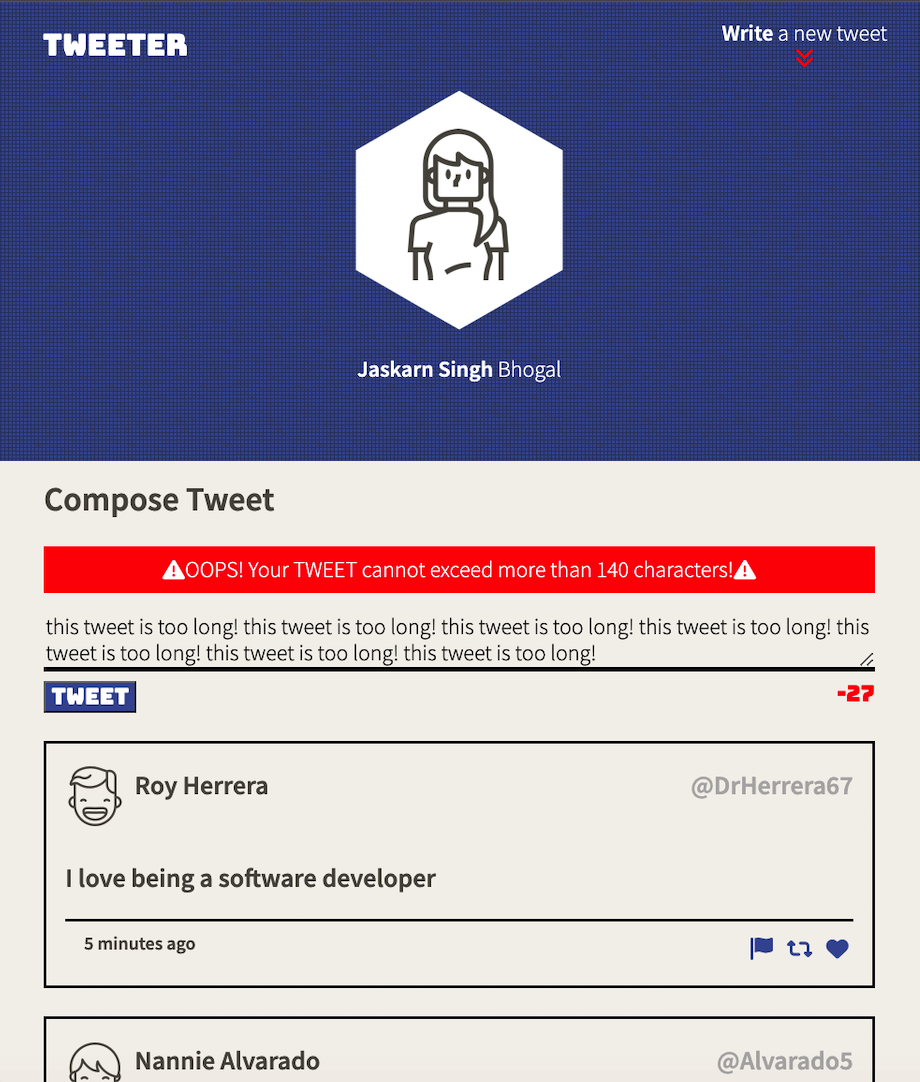 TWEETER
Write a new tweet
Jaskarn Singh Bhogal
Compose Tweet
OOPS! Your TWEET cannot exceed more than 140 characters!
this tweet is too long! this tweet is too long! this tweet is too long! this tweet is too long! this
tweet is too long! this tweet is too long! this tweet is too long!
TWEET
-27
Roy Herrera
@DrHerrera67
I love being a software developer
5 minutes ago
Nannie Alvarado
@Alvarado5